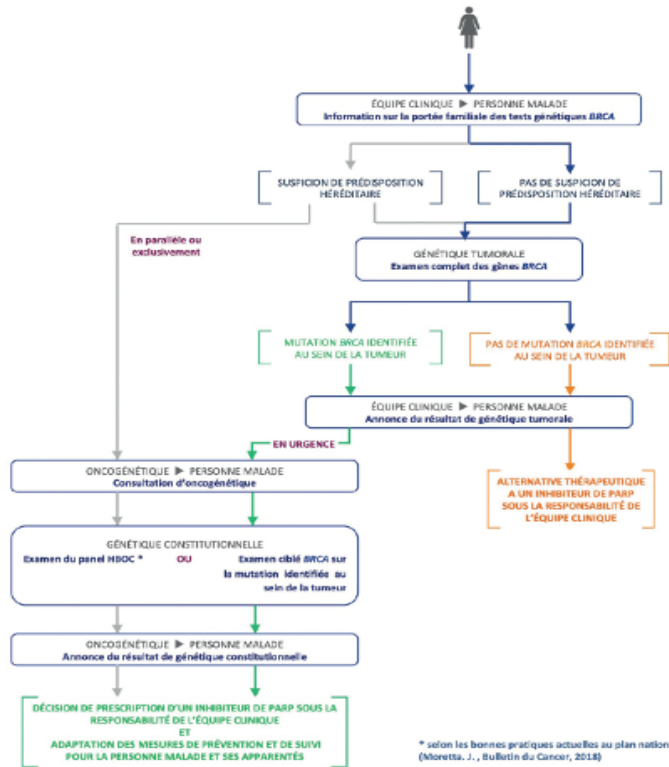 ÉQUIPE CLINIQUE ► PERSONNE MALADE
Information sur la portée familiale des tests génétiques BRCA
SUSPICION DE PRÉDISPOSITION
HÉRÉDITAIRE
PAS DE SUSPICION DE
PRÉDISPOSITION HÉRÉDITAIRE
En parallèle ou
exclusivement
GÉNÉTIQUE TUMORALE
Examen complet des gènes BRCA
MUTATION BRCA IDENTIFIÉE
AU SEIN DE LA TUMEUR
PAS DE MUTATION BRCA IDENTIFIÉE
AU SEIN DE LA TUMEUR
ÉQUIPE CLINIQUE ► PERSONNE MALADE
Annonce du résultat de génétique tumorale
EN URGENCE
ONCOGÉNÉTIQUE ► PERSONNE MALADE
Consultation d'oncogénétique
ALTERNATIVE THÉRAPEUTIQUE
A UN INHIBITEUR DE PARP
SOUS LA RESPONSABILITÉ DE
L'ÉQUIPE CLINIQUE
GÉNÉTIQUE CONSTITUTIONNELLE
Examen du panel HBOC * OU Examen ciblé BRCA sur
la mutation identifiée au
sein de la tumeur
ONCOGÉNÉTIQUE ► PERSONNE MALADE
Annonce du résultat de génétique constitutionnelle
DÉCISION DE PRESCRIPTION D'UN INHIBITEUR DE PARP SOUS LA
RESPONSABILITÉ DE L'ÉQUIPE CLINIQUE
ET
ADAPTATION DES MESURES DE PRÉVENTION ET DE SUIVI
POUR LA PERSONNE MALADE ET SES APPARENTÉS
* selon les bonnes pratiques actuelles au plan nation
(Moretta. J. , Bulletin du Cancer, 2018)